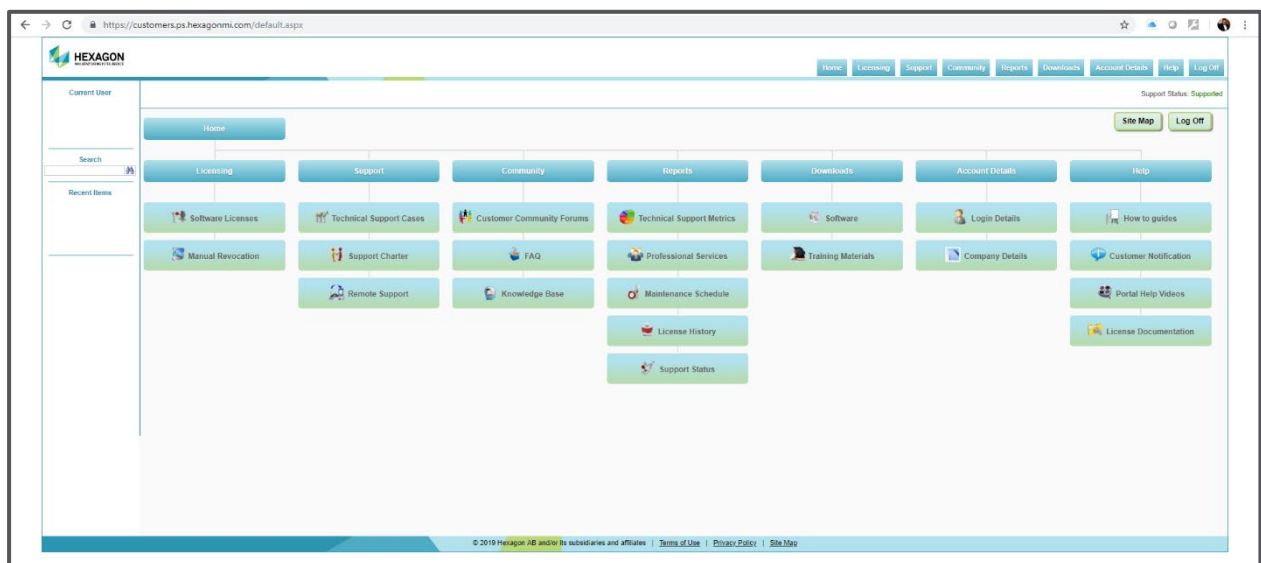 https://customers.ps.hexagonmi.com/default.aspx
HEXAGON
Home Licensing Support Community Reports Downloads Account Details Help Log Off
Current User
Support Status: Supported
Site Map Log Off
Home
Search
Licensing Support Community Reports Downloads Account Details Help
Recent Items
Software Licenses Technical Support Cases Customer Community Forums Technical Support Metrics Software Login Details How to guides
Manual Revocation Support Charter FAQ Professional Services Training Materials Company Details Customer Notification
Remote Support Knowledge Base Maintenance Schedule Portal Help Videos
License History License Documentation
Support Status
© 2019 Hexagon AB and/or its subsidiaries and affiliates | Terms of Use | Privacy Policy | Site Map